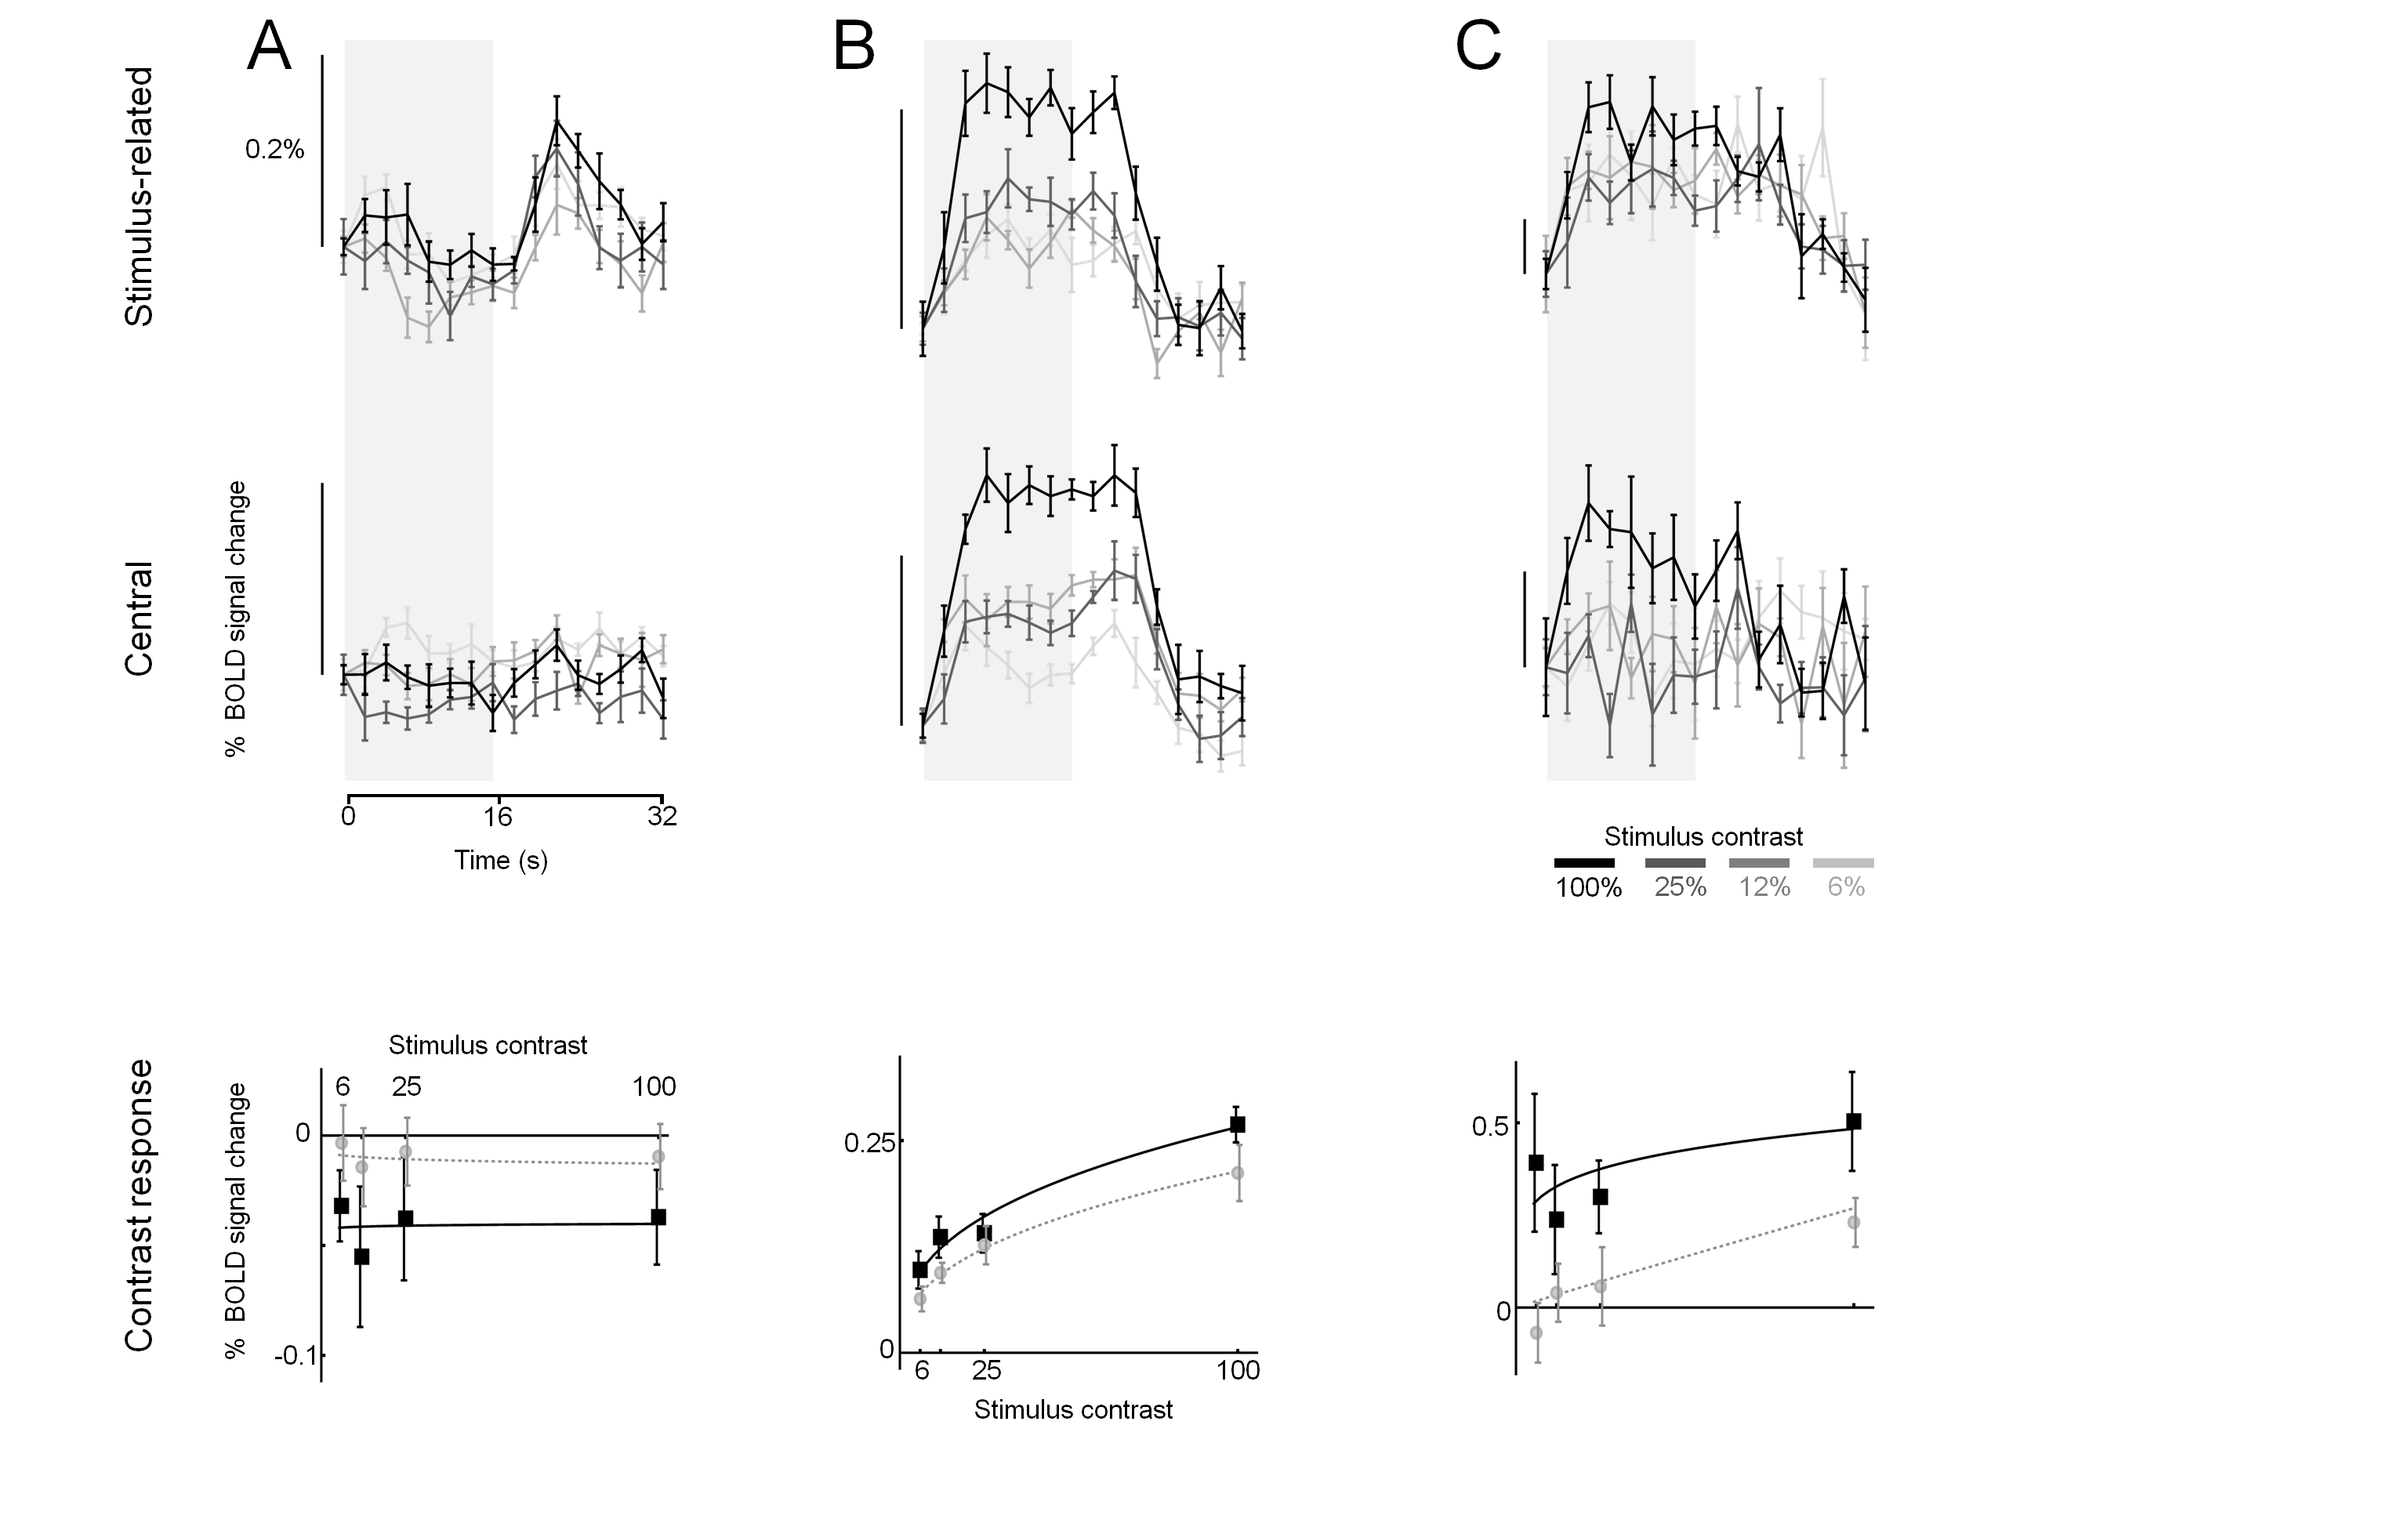 A
B
C
Stimulus-related
0.2%
Central
% BOLD signal change
0 16 32
Time (s)
Stimulus contrast
100% 25% 12% 6%
Contrast response
% BOLD signal change
Stimulus contrast
6 25 100
0
-0.1
0.25
0
6 25 100
Stimulus contrast
0.5
0